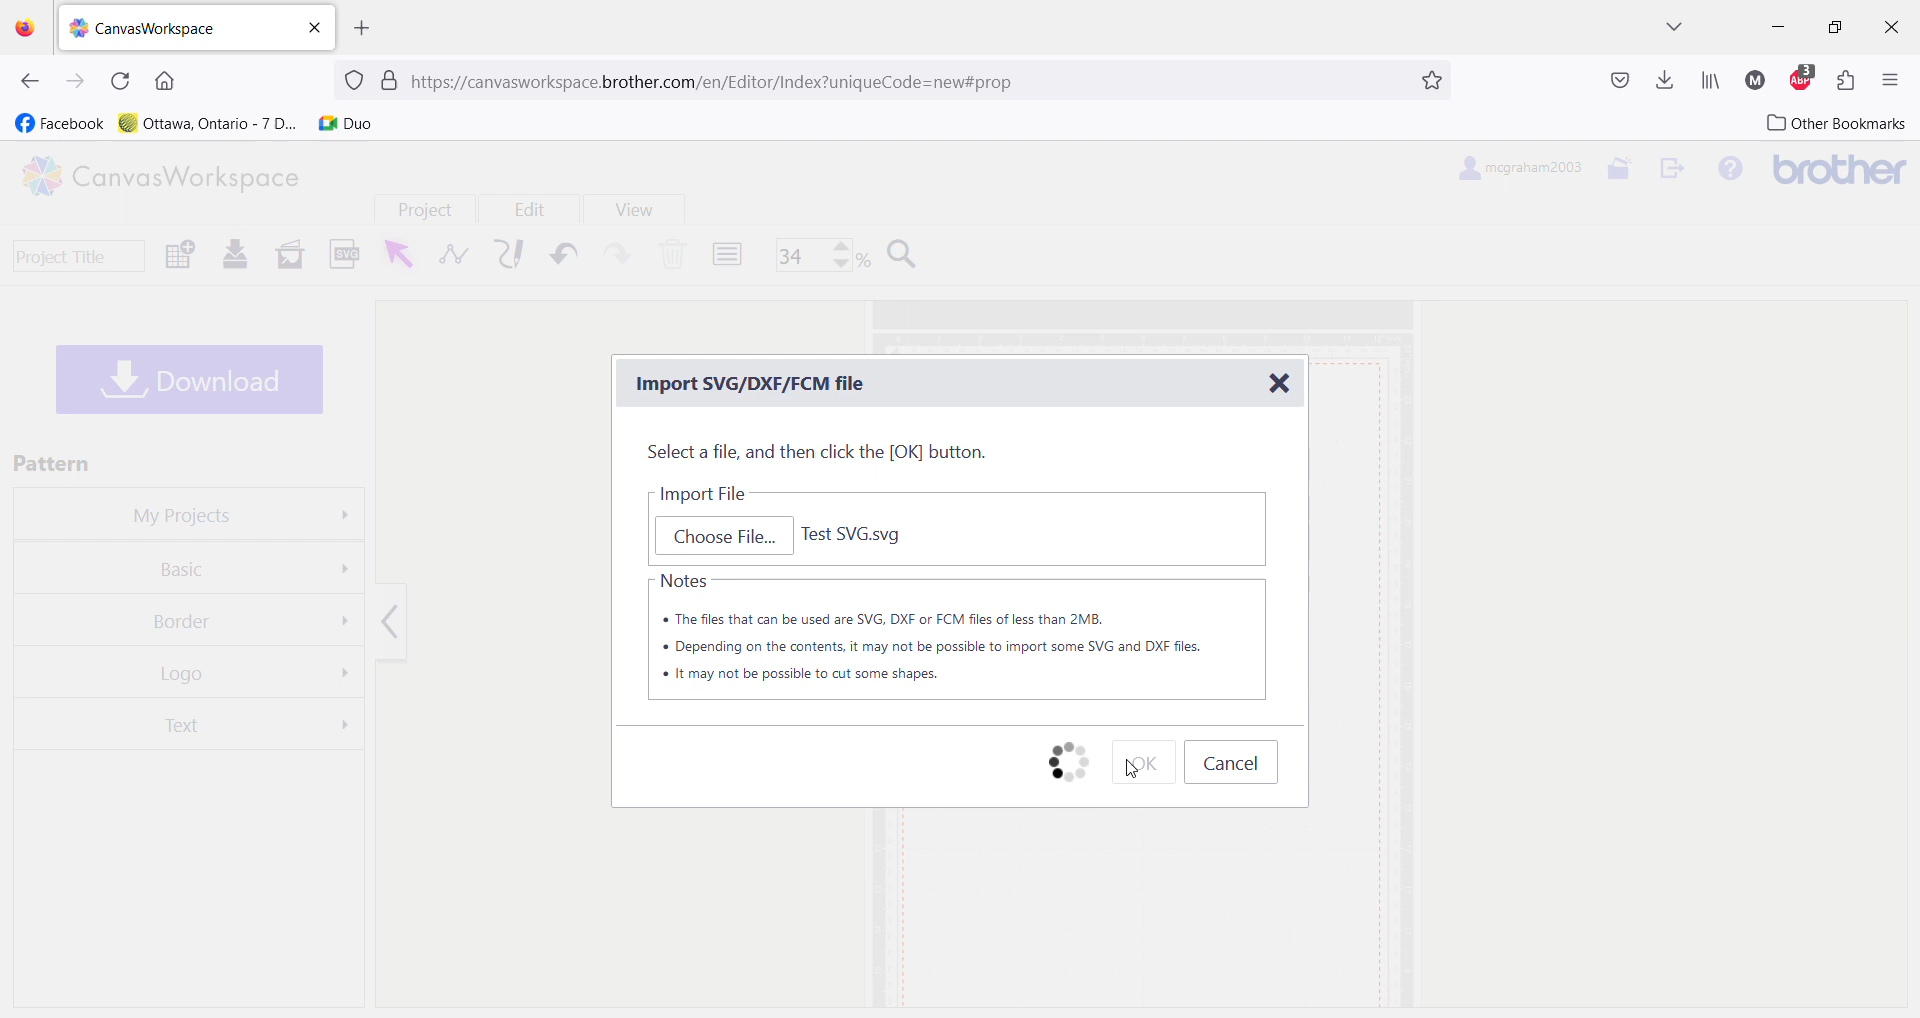 CanvasWorkspace
https://canvasworkspace.brother.com/en/Editor/Index?uniqueCode=new#prop
M
ABP
3
Facebook
Ottawa, Ontario - 7 D...
Duo
Other Bookmarks
CanvasWorkspace
mcgraham2003
?
brother
Project
Edit
View
Project Title
SVG
34
%
Download
Pattern
My Projects
Basic
Border
Logo
Text
Import SVG/DXF/FCM file
Select a file, and then click the [OK] button.
Import File
Choose File...
Test SVG.svg
Notes
• The files that can be used are SVG, DXF or FCM files of less than 2MB.
• Depending on the contents, it may not be possible to import some SVG and DXF files.
• It may not be possible to cut some shapes.
OK
Cancel